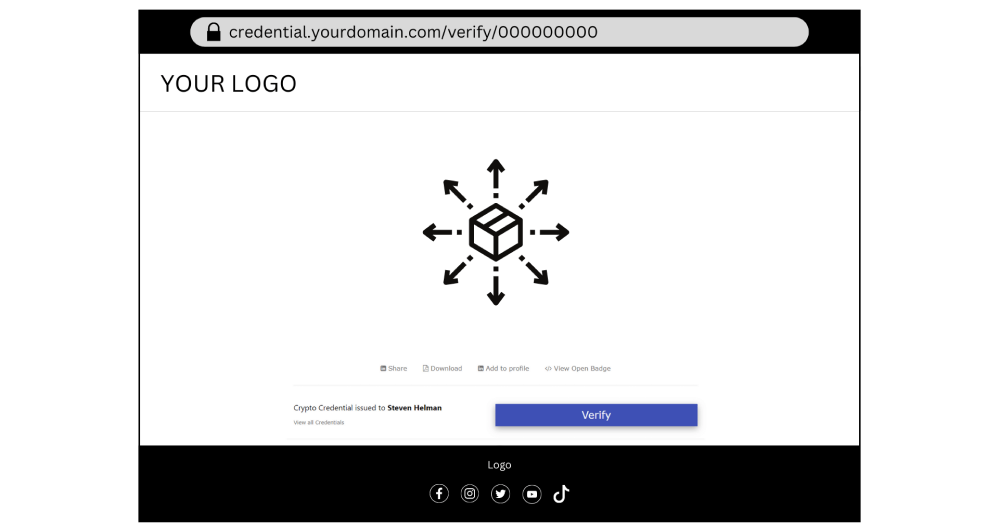 credential.yourdomain.com/verify/000000000
YOUR LOGO
Share Download Add to profile </> View Open Badge
Crypto Credential issued to Steven Helman
View all Credentials
Verify
Logo